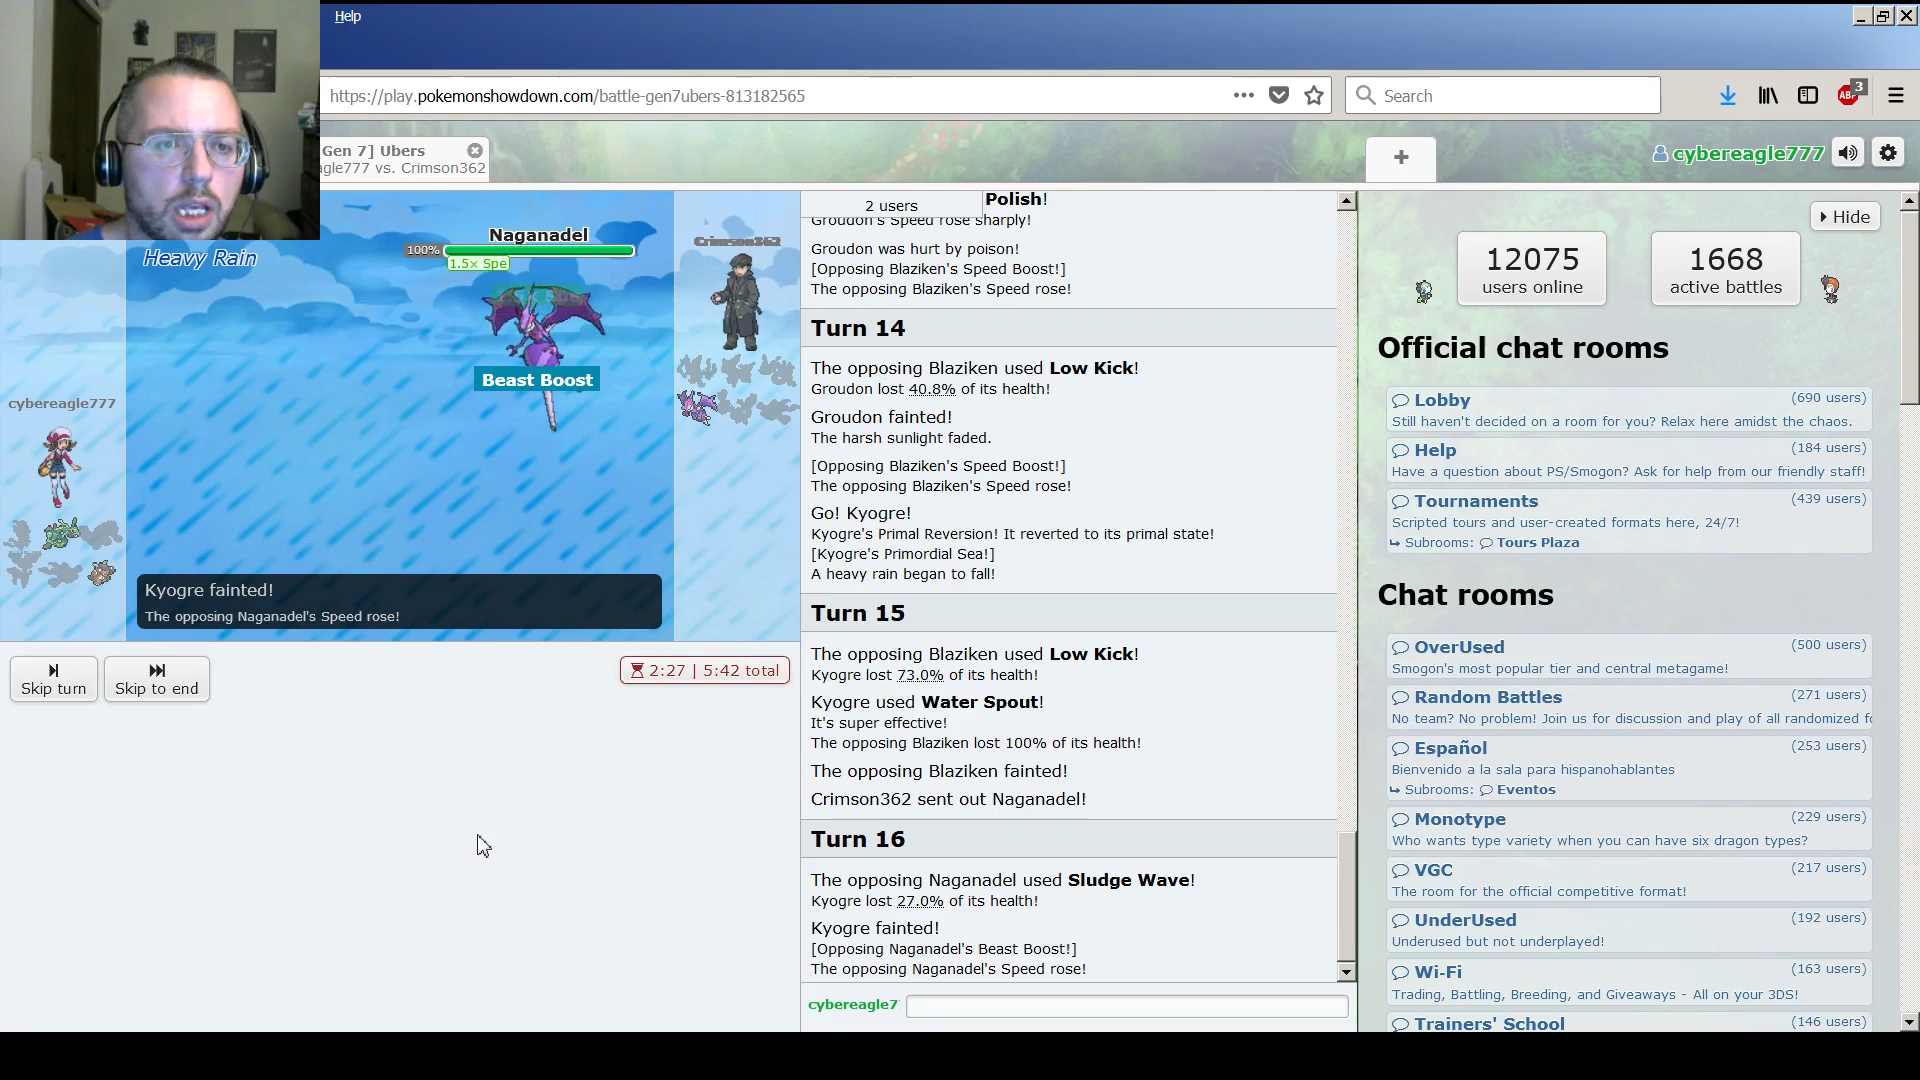 Help
https://play.pokemonshowdown.com/battle-gen7ubers-813182565
Search
ABP
3
Gen 7] Ubers
gle777 vs. Crimson362
+
cybereagle777
Heavy Rain
Naganadel
100%
1.5× Spe
Beast Boost
Crimson362
cybereagle777
Kyogre fainted!
The opposing Naganadel's Speed rose!
Skip turn
Skip to end
2:27 | 5:42 total
2 users
Polish!
Groudon's Speed rose sharply!
Groudon was hurt by poison!
[Opposing Blaziken's Speed Boost!]
The opposing Blaziken's Speed rose!
Turn 14
The opposing Blaziken used Low Kick!
Groudon lost 40.8% of its health!
Groudon fainted!
The harsh sunlight faded.
[Opposing Blaziken's Speed Boost!]
The opposing Blaziken's Speed rose!
Go! Kyogre!
Kyogre's Primal Reversion! It reverted to its primal state!
[Kyogre's Primordial Sea!]
A heavy rain began to fall!
Turn 15
The opposing Blaziken used Low Kick!
Kyogre lost 73.0% of its health!
Kyogre used Water Spout!
It's super effective!
The opposing Blaziken lost 100% of its health!
The opposing Blaziken fainted!
Crimson362 sent out Naganadel!
Turn 16
The opposing Naganadel used Sludge Wave!
Kyogre lost 27.0% of its health!
Kyogre fainted!
[Opposing Naganadel's Beast Boost!]
The opposing Naganadel's Speed rose!
cybereagle7
Hide
12075
users online
1668
active battles
Official chat rooms
Lobby (690 users)
Still haven't decided on a room for you? Relax here amidst the chaos.
Help (184 users)
Have a question about PS/Smogon? Ask for help from our friendly staff!
Tournaments (439 users)
Scripted tours and user-created formats here, 24/7!
Subrooms: Tours Plaza
Chat rooms
OverUsed (500 users)
Smogon's most popular tier and central metagame!
Random Battles (271 users)
No team? No problem! Join us for discussion and play of all randomized fo
Español (253 users)
Bienvenido a la sala para hispanohablantes
Subrooms: Eventos
Monotype (229 users)
Who wants type variety when you can have six dragon types?
VGC (217 users)
The room for the official competitive format!
UnderUsed (192 users)
Underused but not underplayed!
Wi-Fi (163 users)
Trading, Battling, Breeding, and Giveaways - All on your 3DS!
Trainers' School (146 users)